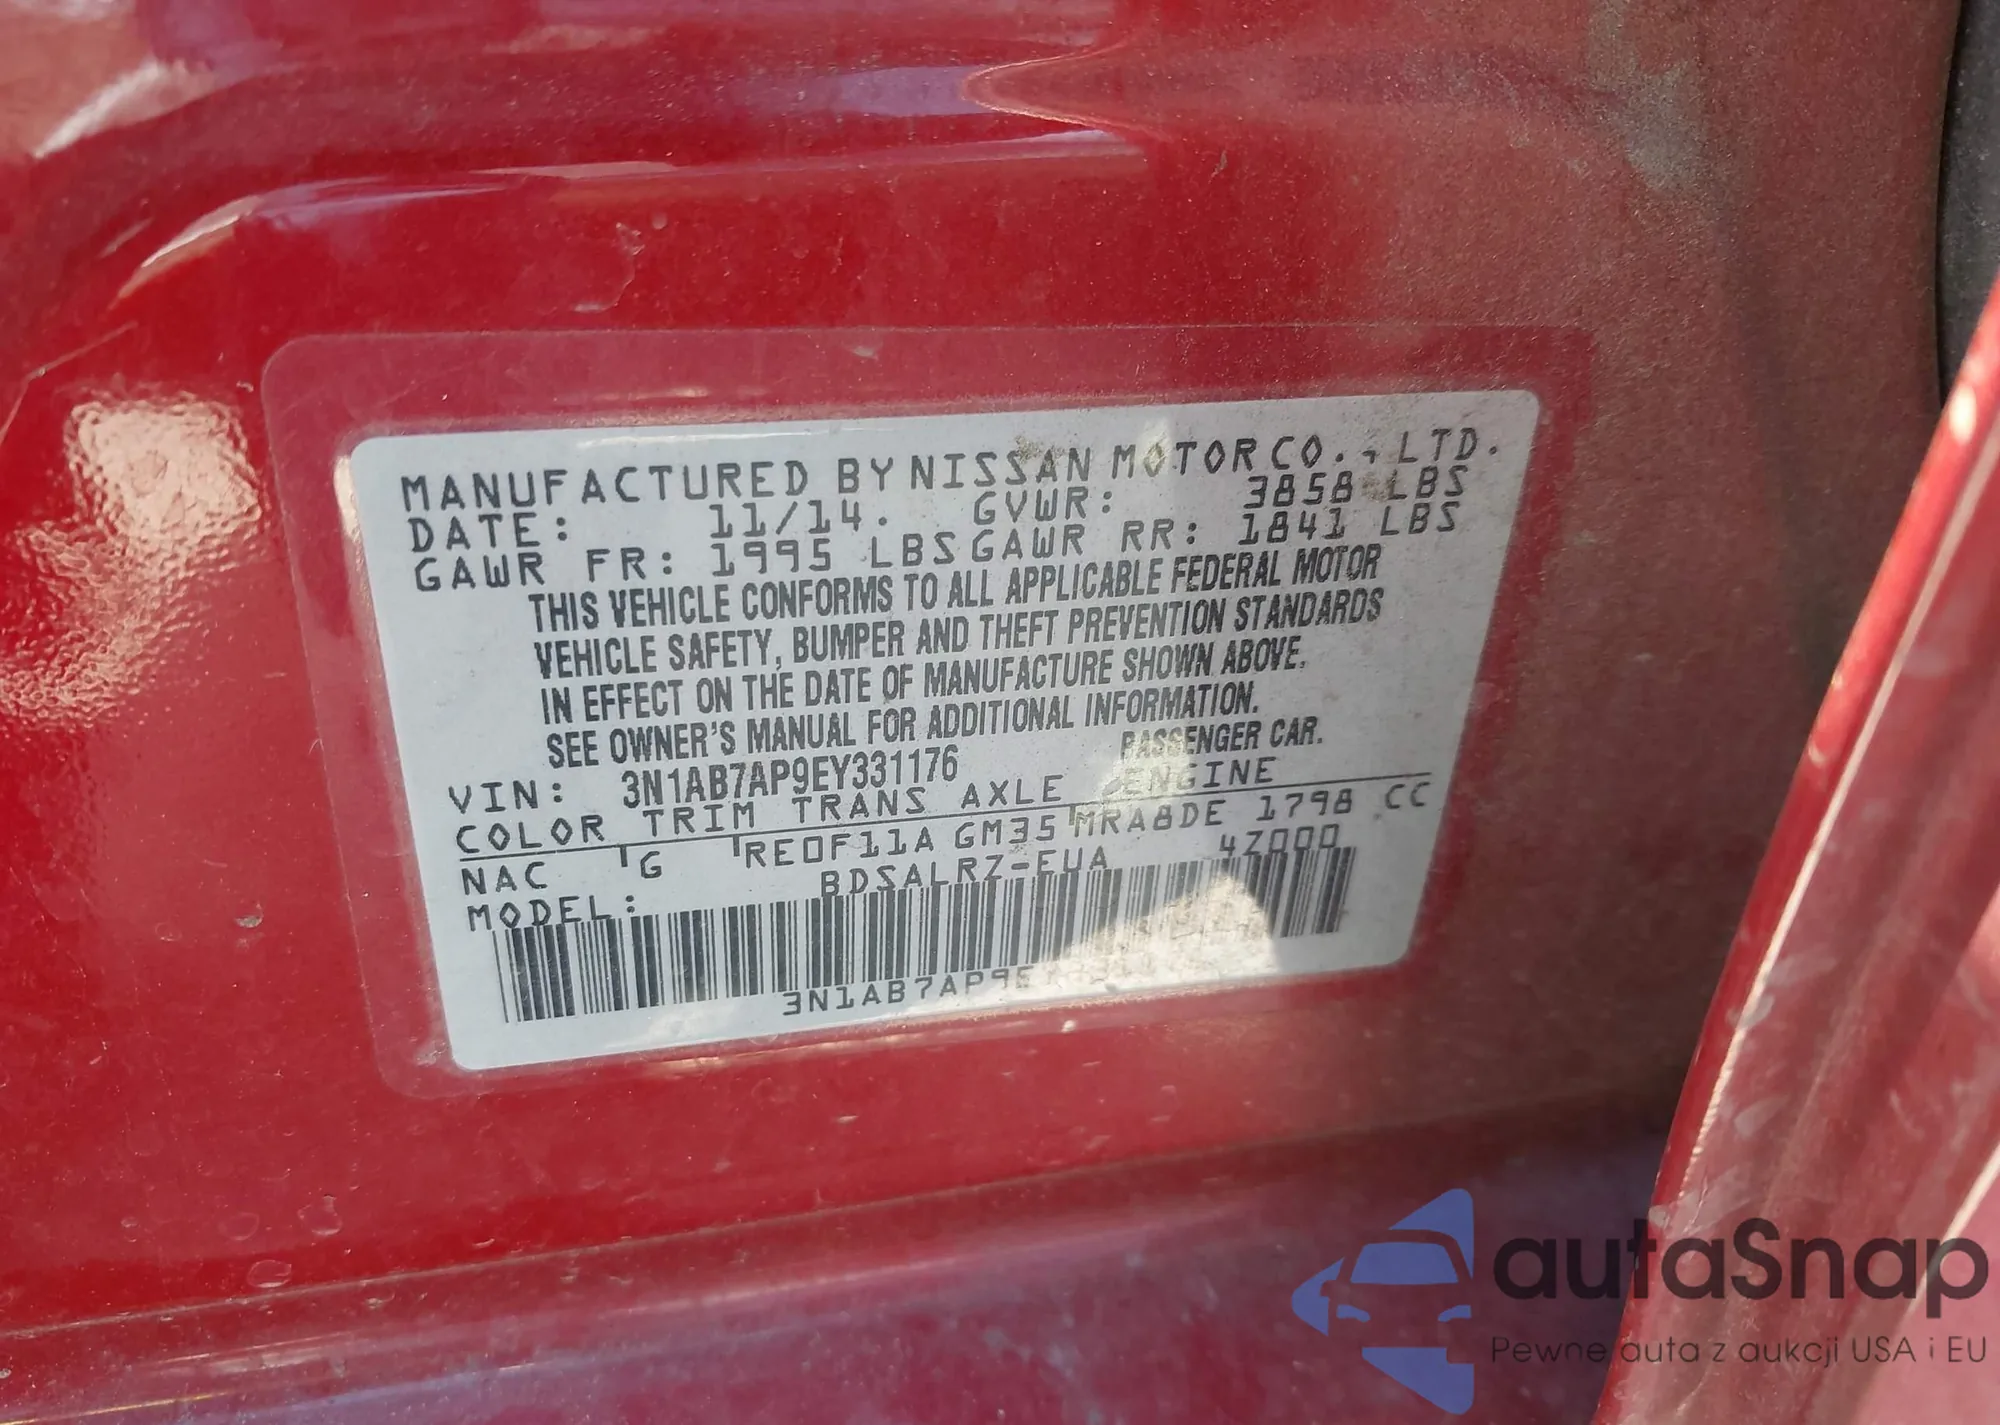 MANUFACTURED BY NISSAN MOTOR CO., LTD.
DATE: 11/14. GVWR: 3858 LBS
GAWR FR: 1995 LBS GAWR RR: 1841 LBS
THIS VEHICLE CONFORMS TO ALL APPLICABLE FEDERAL MOTOR
VEHICLE SAFETY, BUMPER AND THEFT PREVENTION STANDARDS
IN EFFECT ON THE DATE OF MANUFACTURE SHOWN ABOVE.
SEE OWNER'S MANUAL FOR ADDITIONAL INFORMATION.
VIN: 3N1AB7AP9EY331176 PASSENGER CAR.
COLOR TRIM TRANS AXLE ENGINE
NAC G RE0F11A GM35 MRA8DE 1798 CC
MODEL: BDSALRZ-EUA 4Z000
3N1AB7AP9E
autaSnap
Pewne auta z aukcji USA i EU